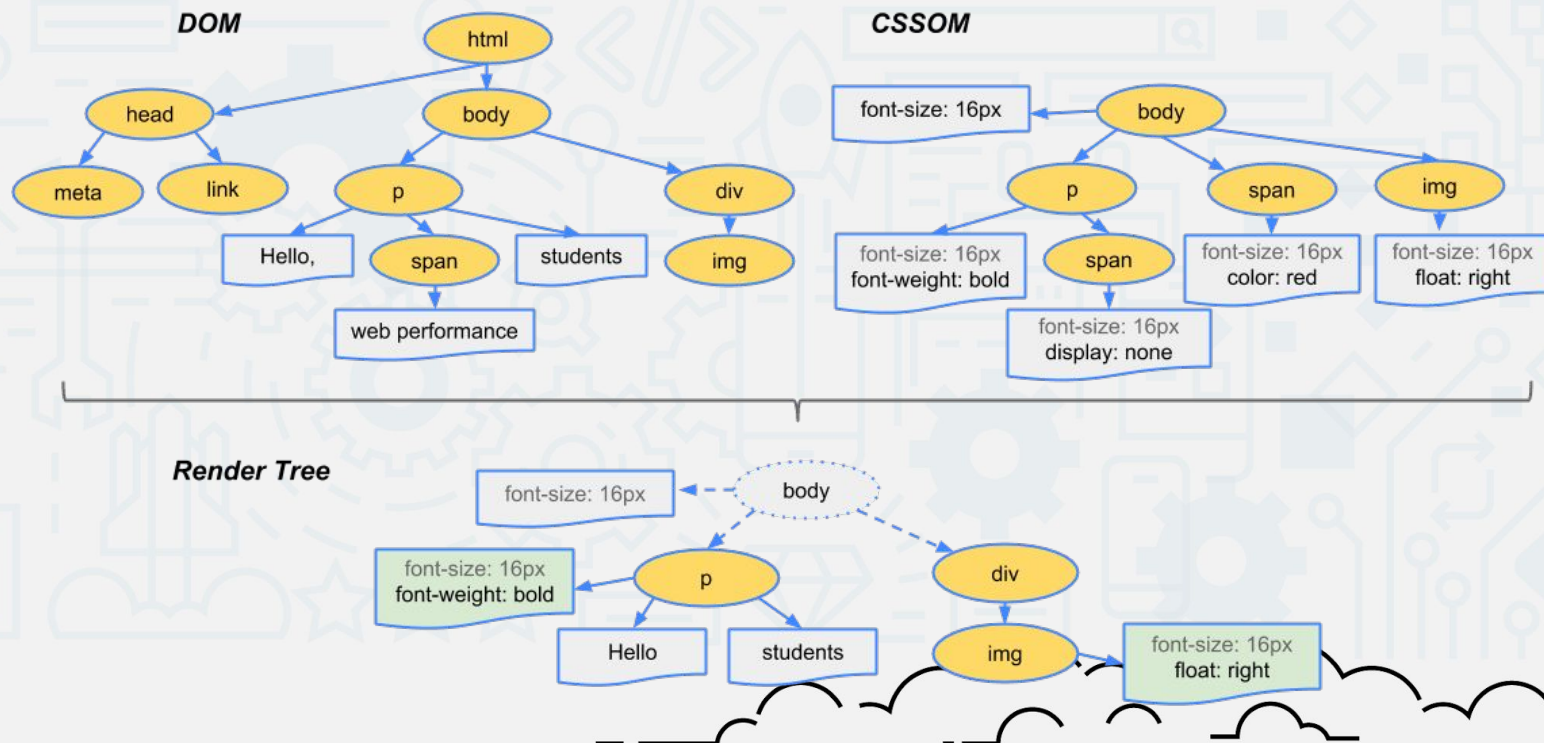 DOM
html
head
body
meta
link
p
div
Hello,
span
students
img
web performance
CSSOM
body
font-size: 16px
p
span
img
font-size: 16px
font-weight: bold
span
font-size: 16px
color: red
font-size: 16px
float: right
font-size: 16px
display: none
Render Tree
font-size: 16px
body
font-size: 16px
font-weight: bold
p
div
Hello
students
img
font-size: 16px
float: right